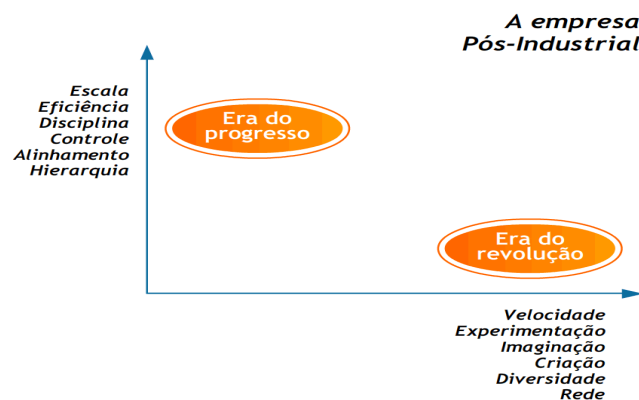 A empresa
Pós-Industrial
Escala
Eficiência
Disciplina
Controle
Alinhamento
Hierarquia
Era do
progresso
Era do
revolução
Velocidade
Experimentação
Imaginação
Criação
Diversidade
Rede